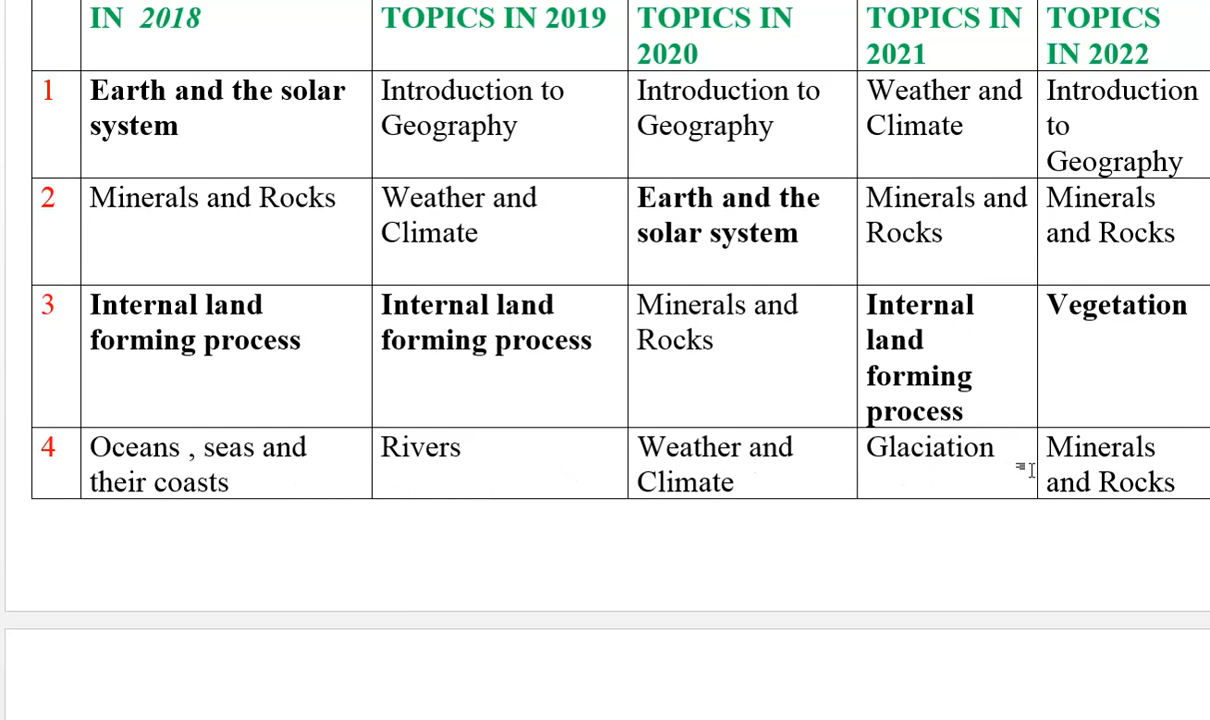 IN 2018
TOPICS IN 2019
TOPICS IN
2020
TOPICS IN
2021
TOPICS
IN 2022
1
Earth and the solar
system
Introduction to
Geography
Introduction to
Geography
Weather and
Climate
Introduction
to
Geography
2
Minerals and Rocks
Weather and
Climate
Earth and the
solar system
Minerals and
Rocks
Minerals
and Rocks
3
Internal land
forming process
Internal land
forming process
Minerals and
Rocks
Internal
land
forming
process
Vegetation
4
Oceans , seas and
their coasts
Rivers
Weather and
Climate
Glaciation
Minerals
and Rocks